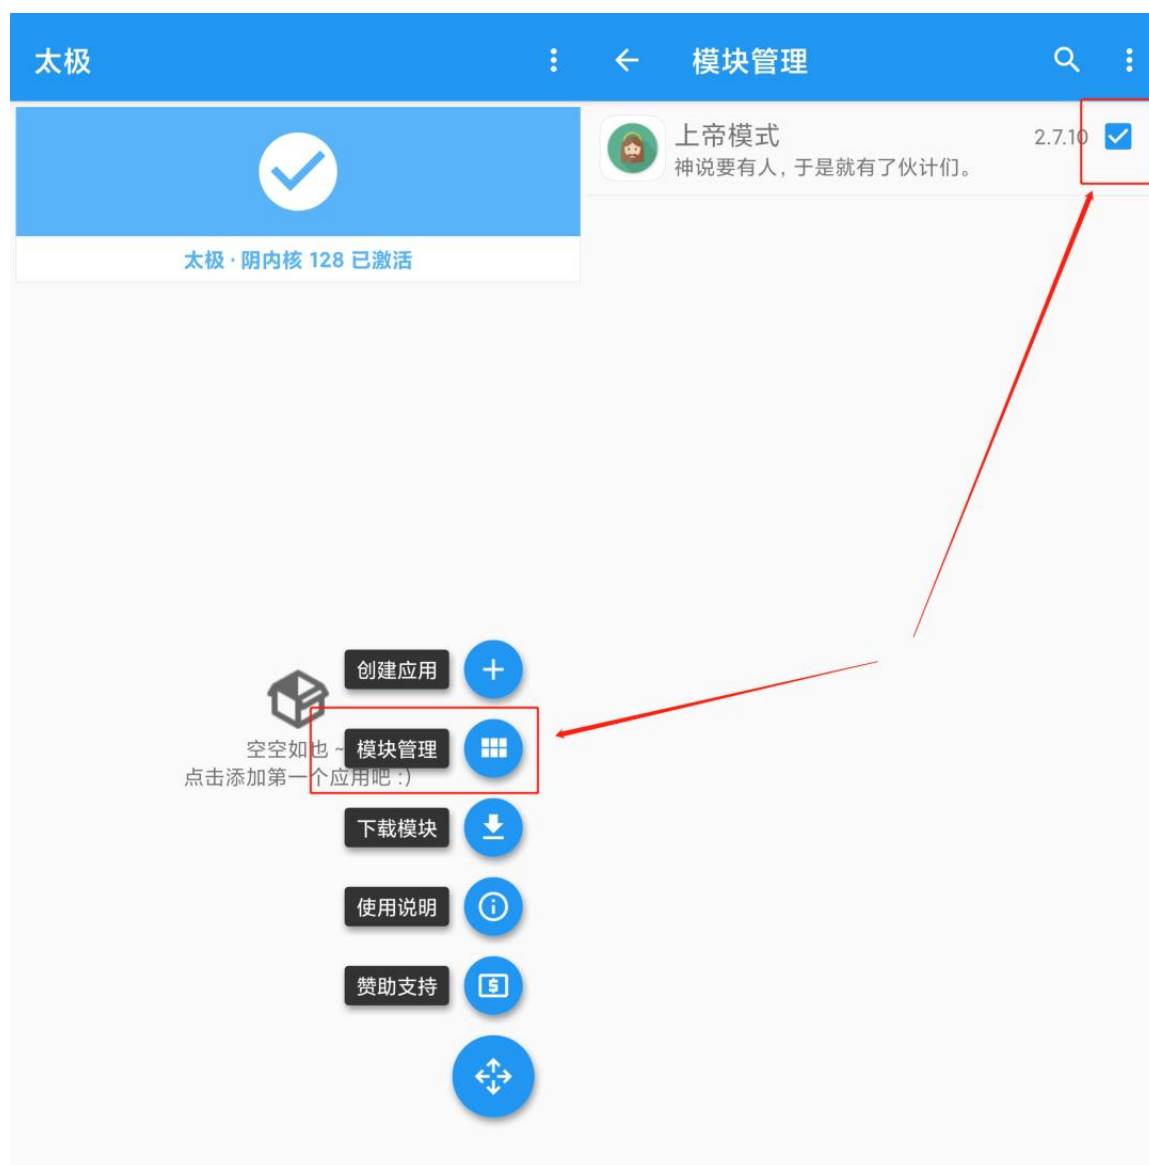 太极
太极·阴内核 128 已激活
创建应用
空空如也 ~
模块管理
点击添加第一个应用吧 :)
下载模块
使用说明
赞助支持
模块管理
上帝模式
2.7.10
神说要有人，于是就有了伙计们。